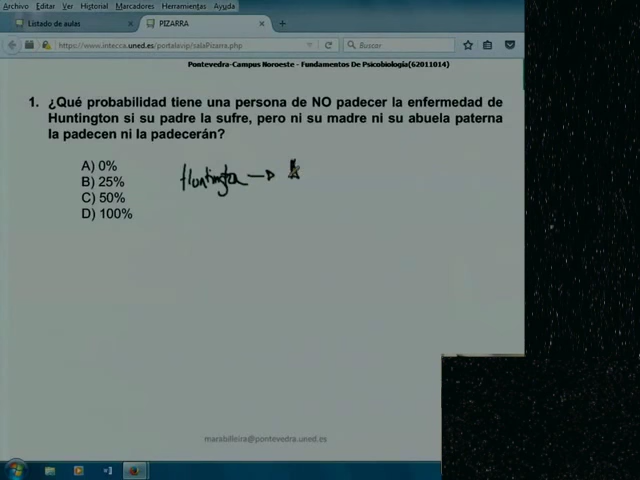 Archivo Editar Ver Historial Marcadores Herramientas Ayuda
Listado de aulas × PIZARRA × +
https://www.intecca.uned.es/portalavip/salaPizarra.php Buscar
Pontevedra-Campus Noroeste - Fundamentos De Psicobiología(62011014)
1. ¿Qué probabilidad tiene una persona de NO padecer la enfermedad de
Huntington si su padre la sufre, pero ni su madre ni su abuela paterna
la padecen ni la padecerán?
A) 0%
B) 25%
C) 50%
D) 100%
Huntington
marabilleira@pontevedra.uned.es